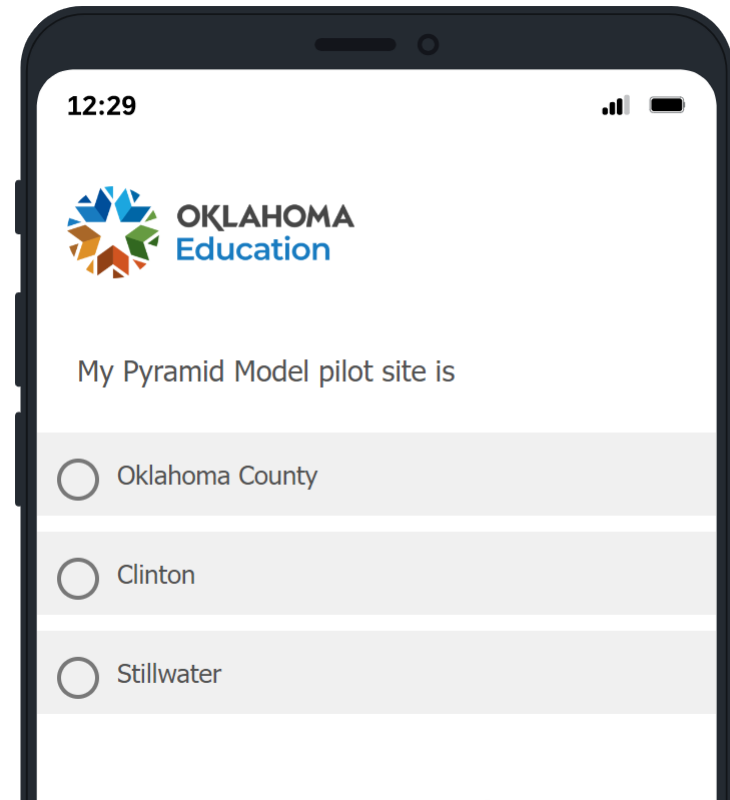 12:29
OKLAHOMA
Education
My Pyramid Model pilot site is
Oklahoma County
Clinton
Stillwater